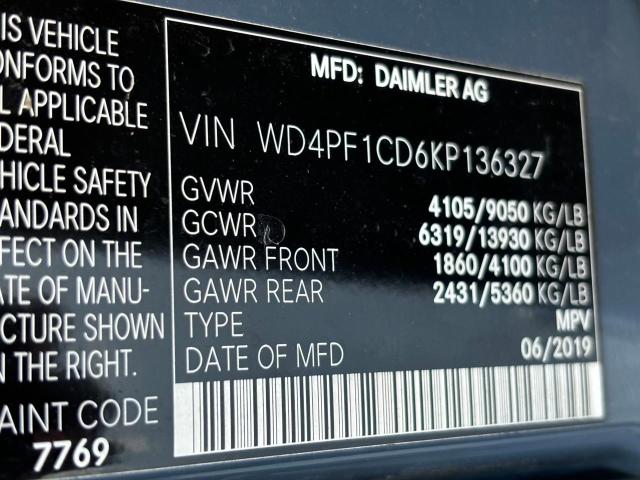 IS VEHICLE
ONFORMS TO
L APPLICABLE
DERAL
HICLE SAFETY
ANDARDS IN
FECT ON THE
ATE OF MANU-
CTURE SHOWN
N THE RIGHT.
AINT CODE
7769
MFD: DAIMLER AG
VIN WD4PF1CD6KP136327
GVWR 4105/9050 KG/LB
GCWR 6319/13930 KG/LB
GAWR FRONT 1860/4100 KG/LB
GAWR REAR 2431/5360 KG/LB
TYPE MPV
DATE OF MFD 06/2019